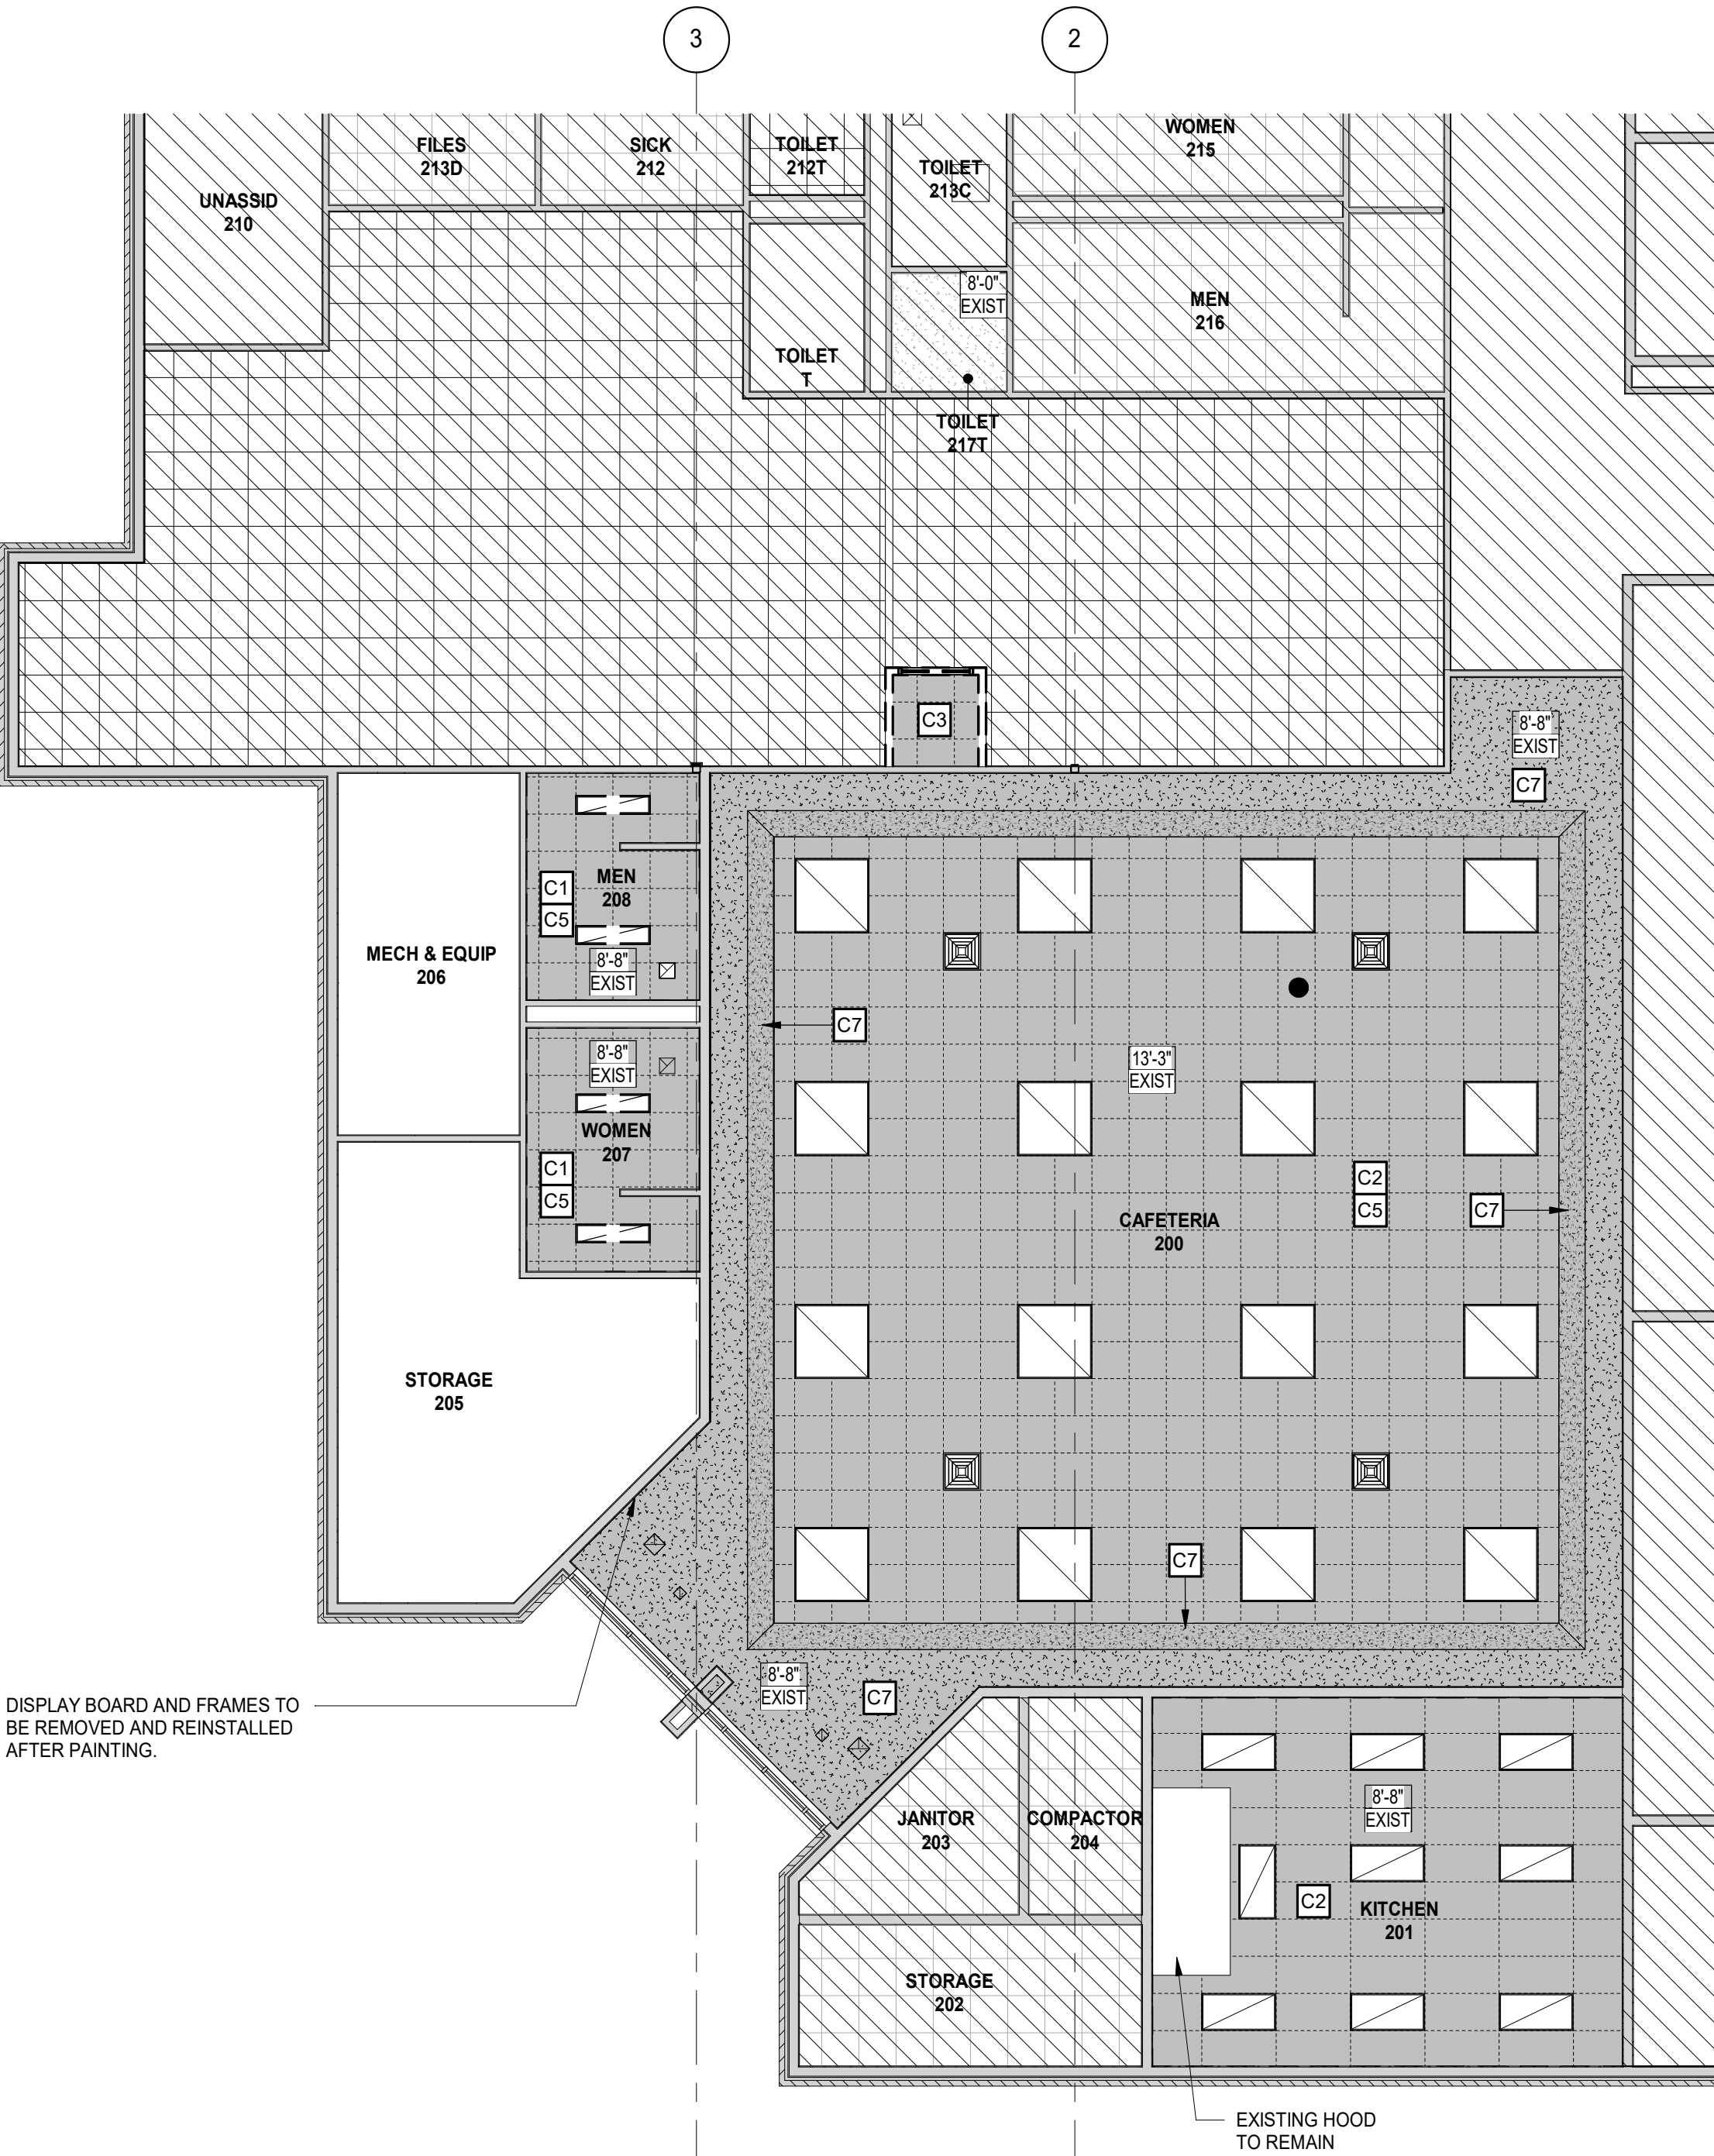 3
2
FILES
213D
SICK
212
TOILET
212T
TOILET
213C
WOMEN
215
UNASSID
210
8'-0"
EXIST
MEN
216
TOILET
T
TOILET
217T
C3
8'-8"
EXIST
C7
C1
C5
MEN
208
8'-8"
EXIST
MECH & EQUIP
206
C7
8'-8"
EXIST
13'-3"
EXIST
WOMEN
207
C1
C5
C2
C5
C7
CAFETERIA
200
STORAGE
205
C7
8'-8"
EXIST
C7
DISPLAY BOARD AND FRAMES TO
BE REMOVED AND REINSTALLED
AFTER PAINTING.
JANITOR
203
COMPACTOR
204
8'-8"
EXIST
C2
KITCHEN
201
STORAGE
202
EXISTING HOOD
TO REMAIN